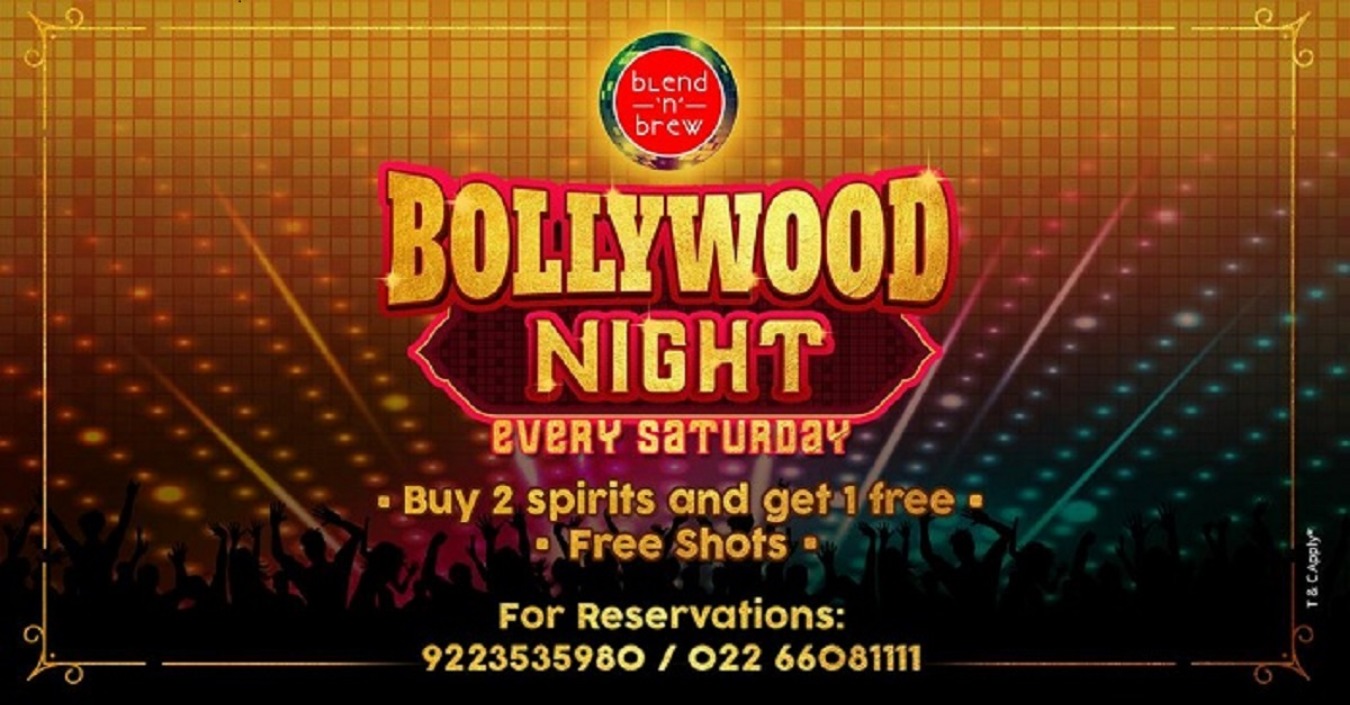 blend
-'n'-
brew
BOLLYWOOD
NIGHT
EVERY SATURDAY
• Buy 2 spirits and get 1 free •
• Free Shots •
For Reservations:
9223535980 / 022 66081111
T & C Apply*